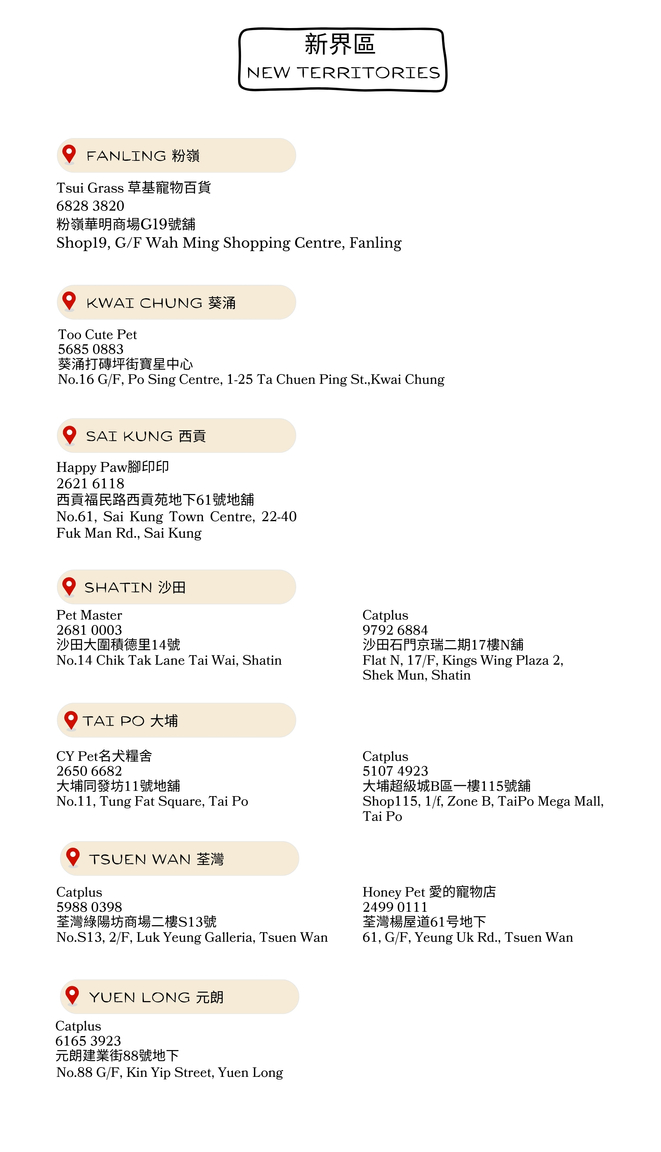 新界區
NEW TERRITORIES
FANLING 粉嶺
Tsui Grass 草基寵物百貨
6828 3820
粉嶺華明商場G19號舖
Shop19, G/F Wah Ming Shopping Centre, Fanling
KWAI CHUNG 葵涌
Too Cute Pet
5685 0883
葵涌打磚坪街寶星中心
No.16 G/F, Po Sing Centre, 1-25 Ta Chuen Ping St.,Kwai Chung
SAI KUNG 西貢
Happy Paw腳印印
2621 6118
西貢福民路西貢苑地下61號地舖
No.61, Sai Kung Town Centre, 22-40
Fuk Man Rd., Sai Kung
SHATIN 沙田
Pet Master
2681 0003
沙田大圍積德里14號
No.14 Chik Tak Lane Tai Wai, Shatin
Catplus
9792 6884
沙田石門京瑞二期17樓N舖
Flat N, 17/F, Kings Wing Plaza 2,
Shek Mun, Shatin
TAI PO 大埔
CY Pet名犬糧舍
2650 6682
大埔同發坊11號地舖
No.11, Tung Fat Square, Tai Po
Catplus
5107 4923
大埔超級城B區一樓115號舖
Shop115, 1/f, Zone B, TaiPo Mega Mall,
Tai Po
TSUEN WAN 荃灣
Catplus
5988 0398
荃灣綠陽坊商場二樓S13號
No.S13, 2/F, Luk Yeung Galleria, Tsuen Wan
Honey Pet 愛的寵物店
2499 0111
荃灣楊屋道61号地下
61, G/F, Yeung Uk Rd., Tsuen Wan
YUEN LONG 元朗
Catplus
6165 3923
元朗建業街88號地下
No.88 G/F, Kin Yip Street, Yuen Long